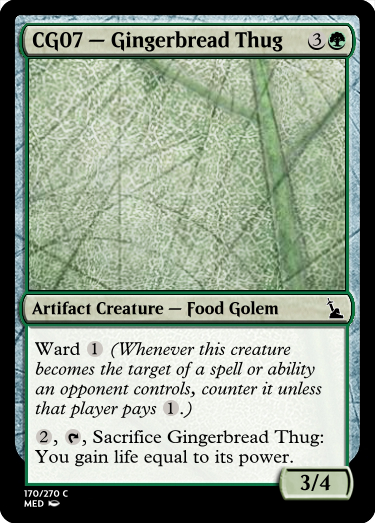 CG07 — Gingerbread Thug 3
Artifact Creature — Food Golem
Ward 1 (Whenever this creature
becomes the target of a spell or ability
an opponent controls, counter it unless
that player pays 1.)
2, , Sacrifice Gingerbread Thug:
You gain life equal to its power.
3/4
170/270 C
MED